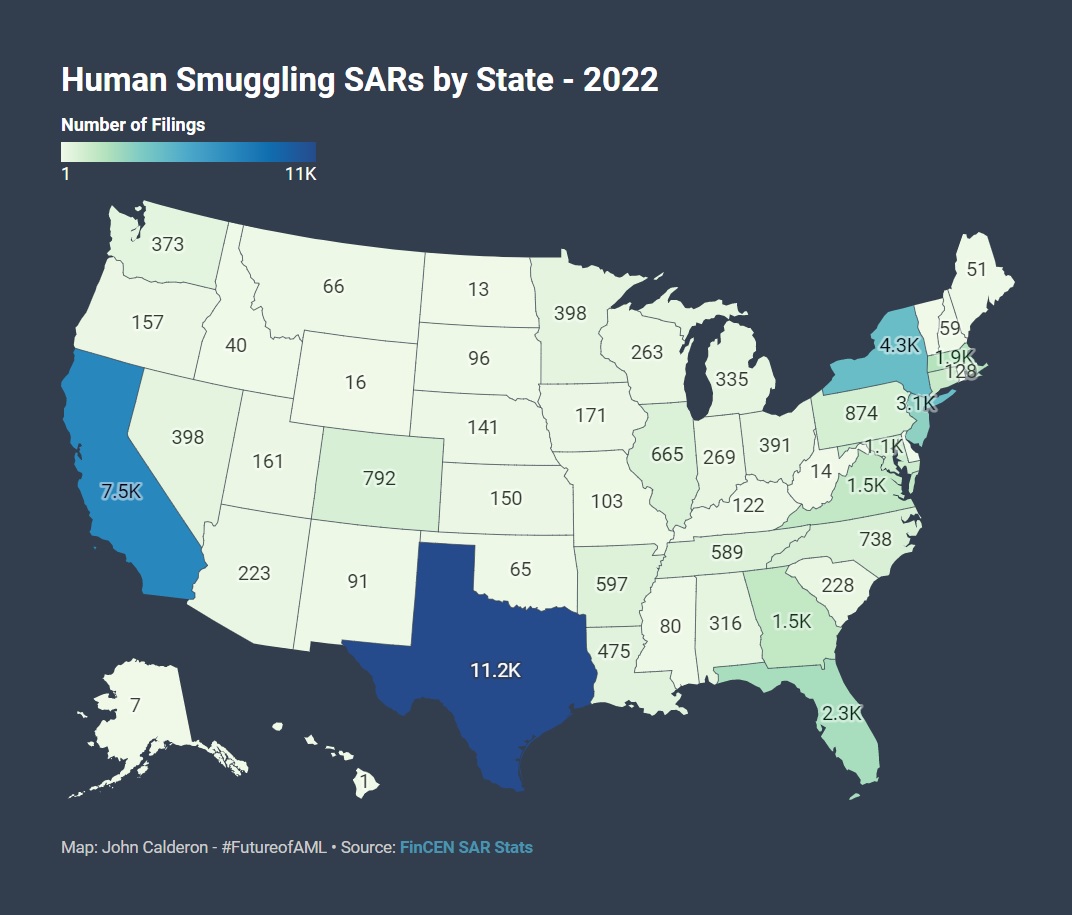 Human Smuggling SARs by State - 2022
Number of Filings
1 11K
373
66
13
398
51
157
40
96
263
59
4.3K
1.9K
128
16
335
141
171
874
3.1K
398
161
792
665
269
391
1.1K
7.5K
150
103
14
1.5K
122
738
589
223
91
65
597
228
80
316
1.5K
475
11.2K
7
2.3K
1
Map: John Calderon - #FutureofAML • Source: FinCEN SAR Stats